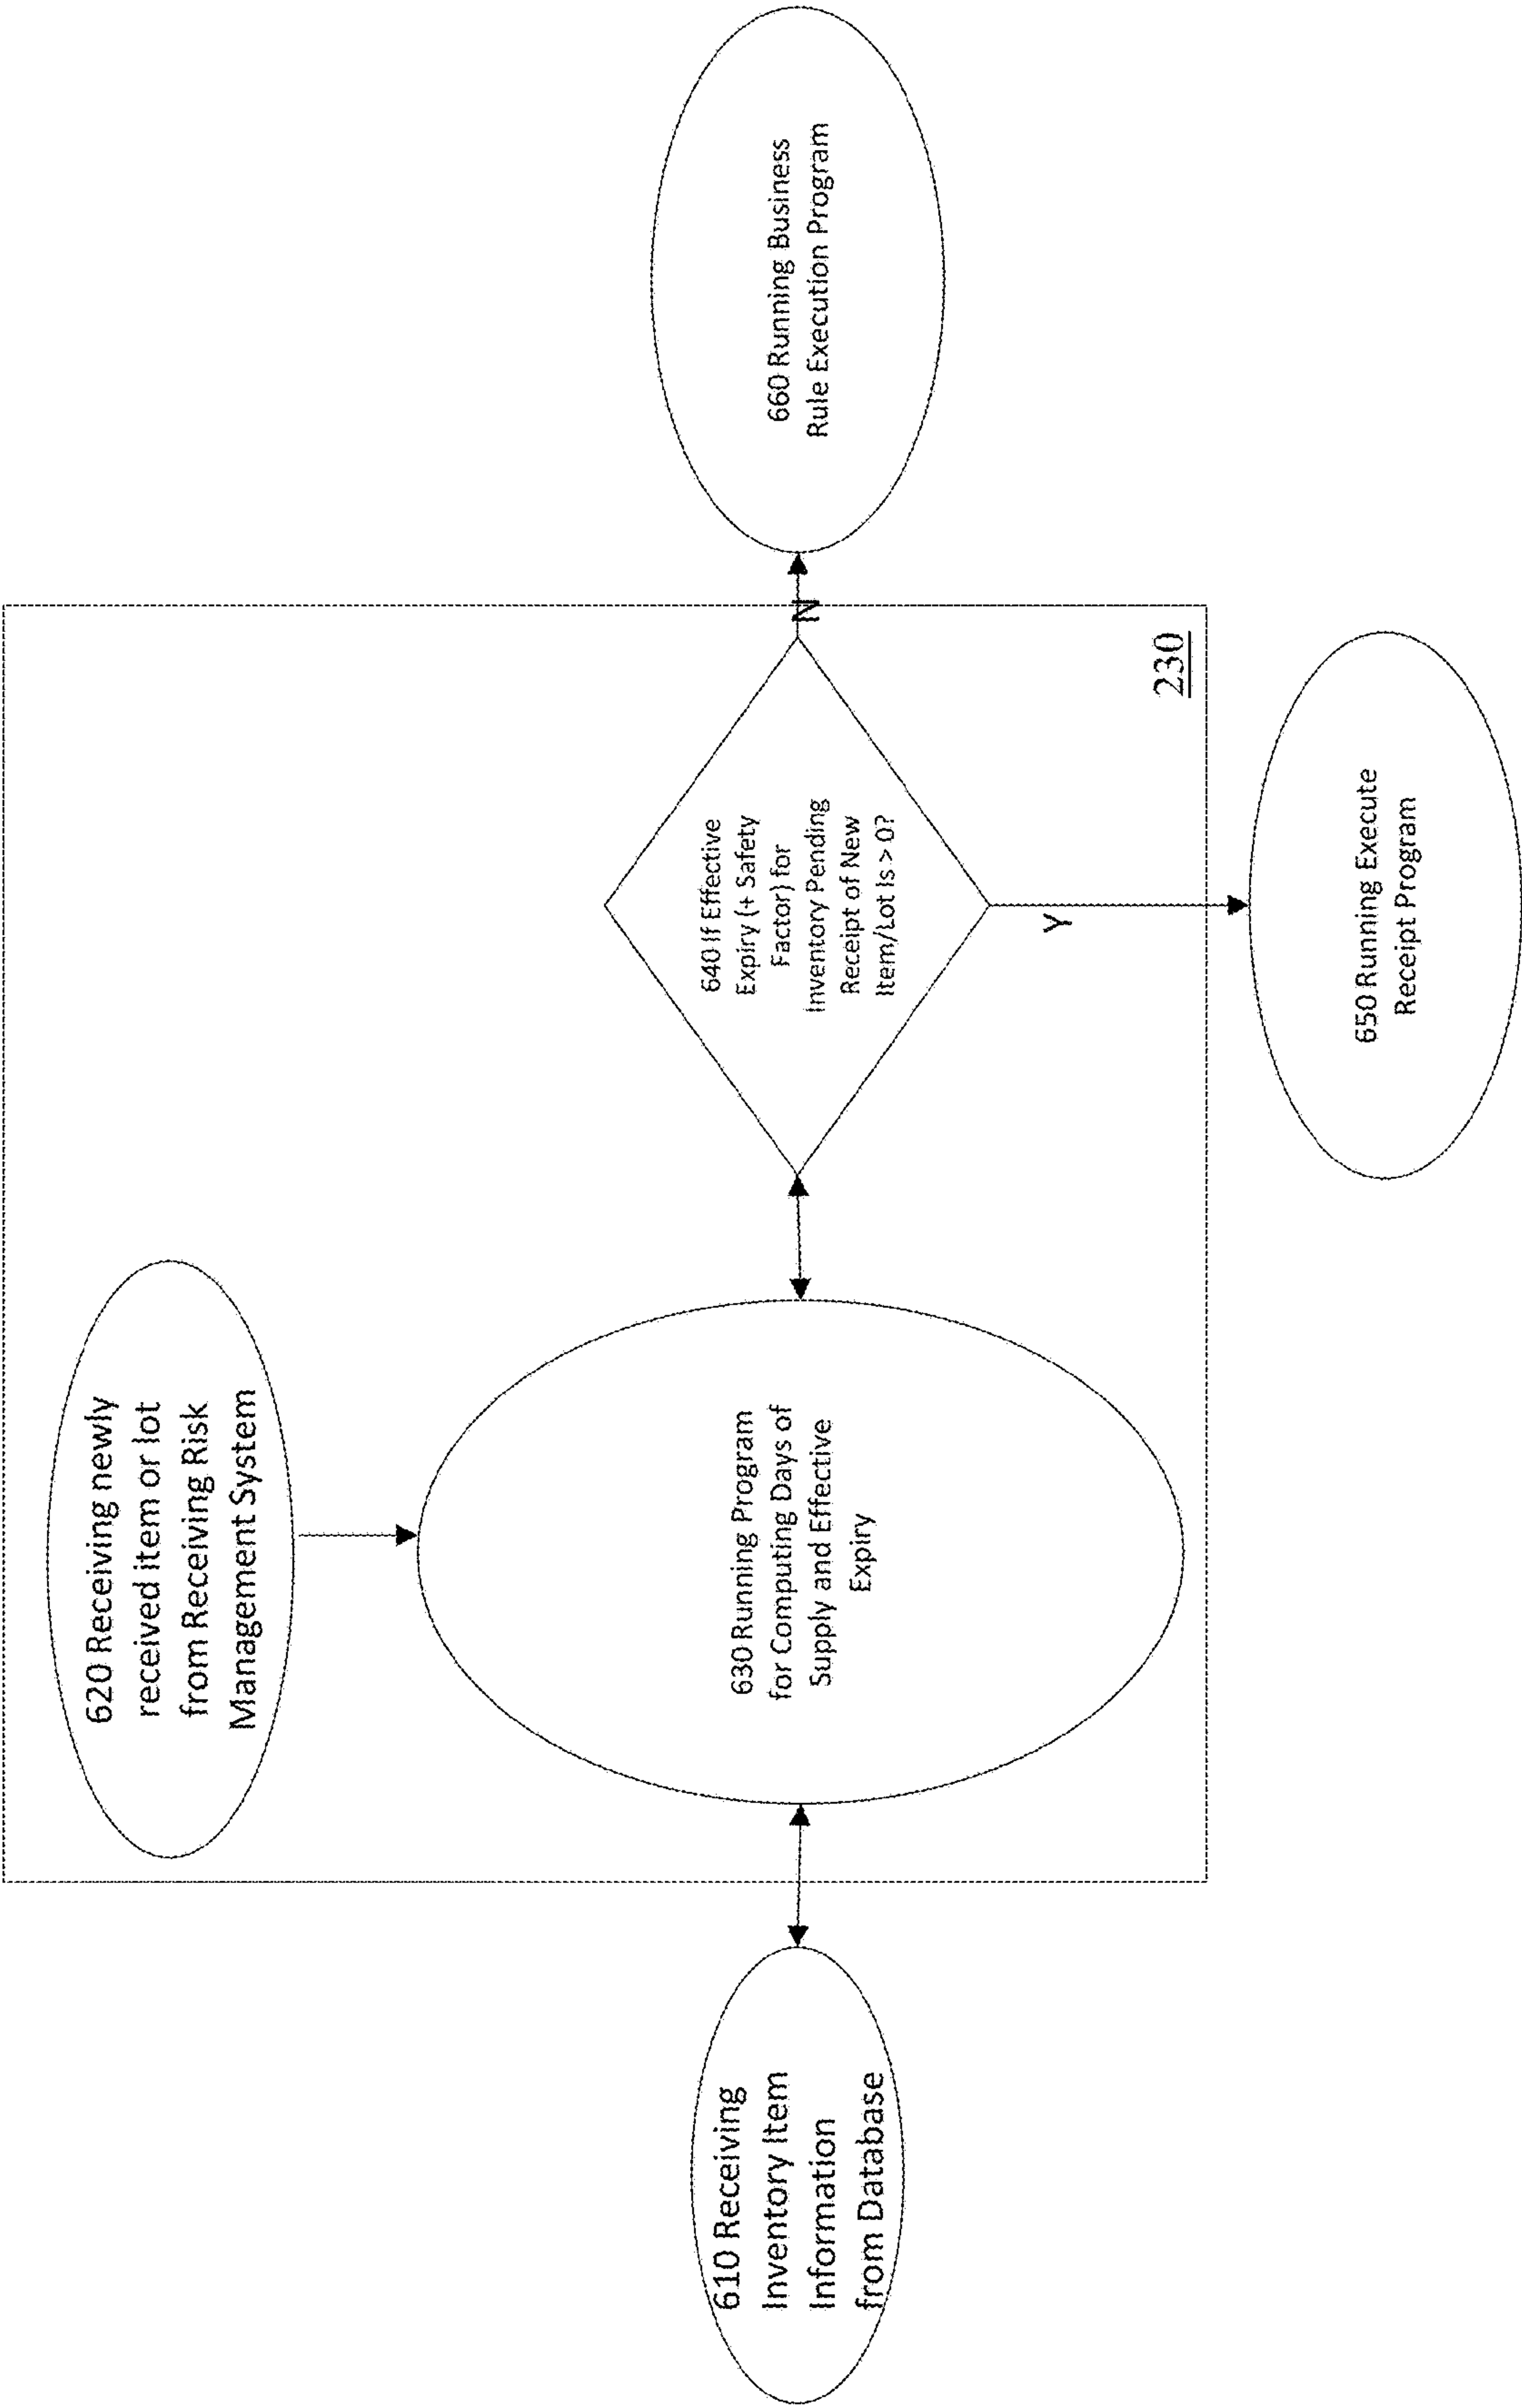 620 Receiving newly
received item or lot
from Receiving Risk
Management System
610 Receiving
Inventory Item
Information
from Database
630 Running Program
for Computing Days of
Supply and Effective
Expiry
640 If Effective
Expiry (+ Safety
Factor) for
Inventory Pending
Receipt of New
Item/Lot Is > 0?
N
660 Running Business
Rule Execution Program
Y
230
650 Running Execute
Receipt Program